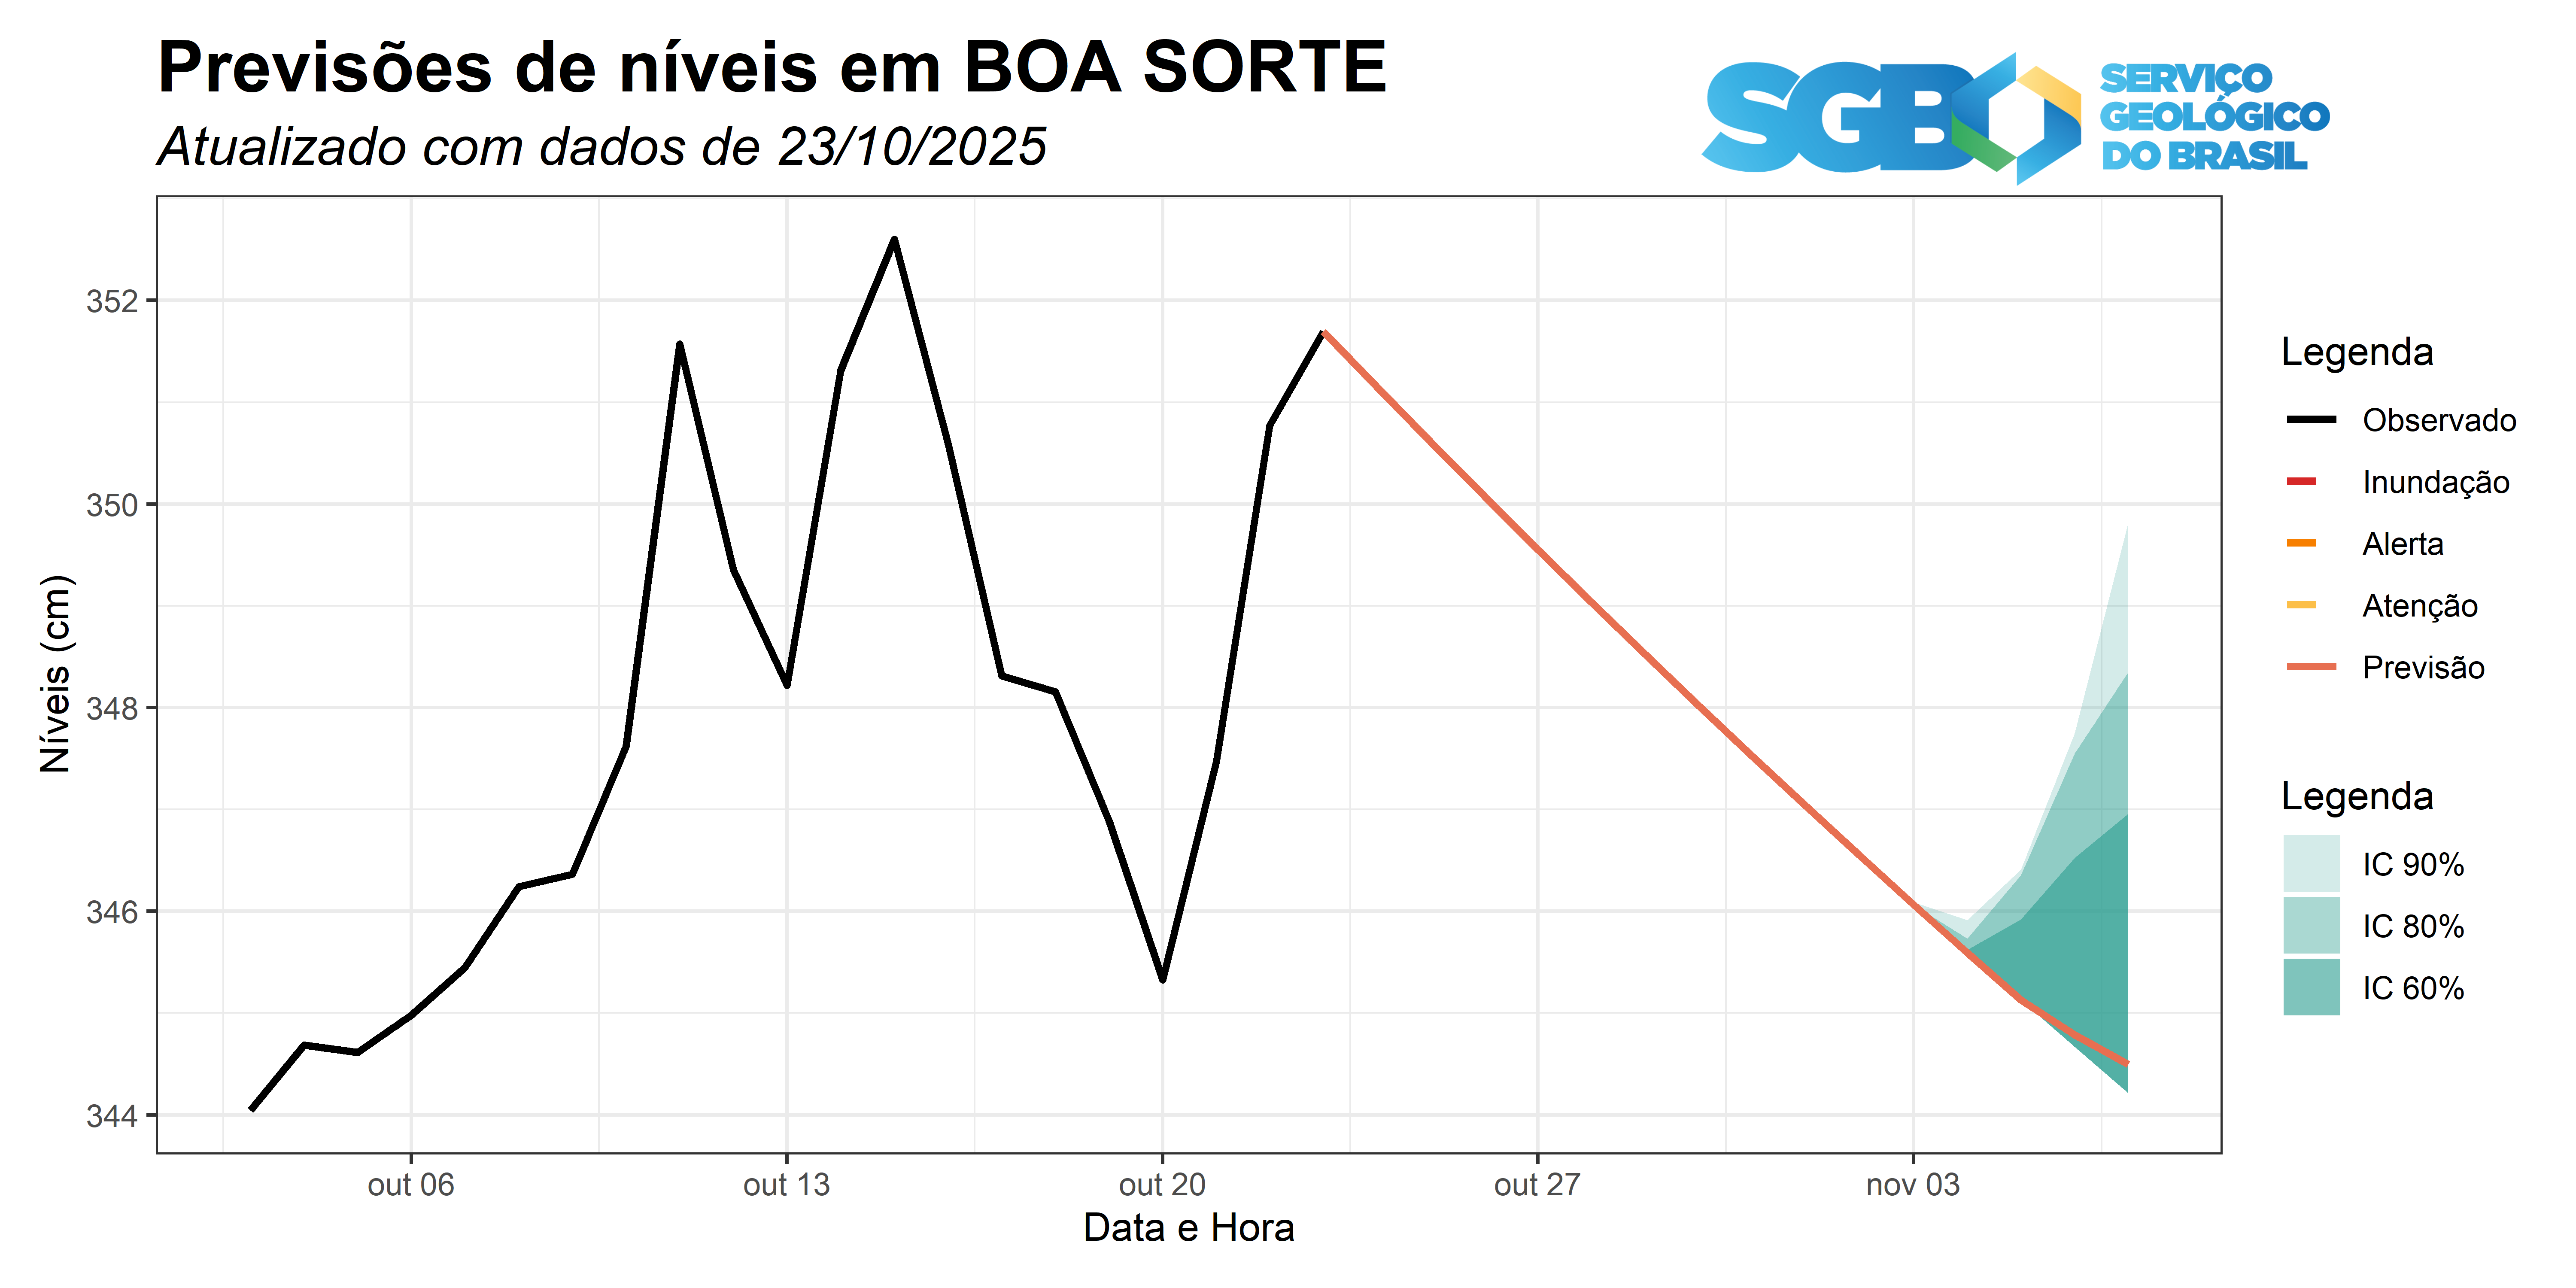 Previsões de níveis em BOA SORTE
Atualizado com dados de 23/10/2025
SGB
SERVIÇO
GEOLÓGICO
DO BRASIL
352
350
348
346
344
Níveis (cm)
out 06
out 13
out 20
out 27
nov 03
Data e Hora
Legenda
Observado
Inundação
Alerta
Atenção
Previsão
Legenda
IC 90%
IC 80%
IC 60%